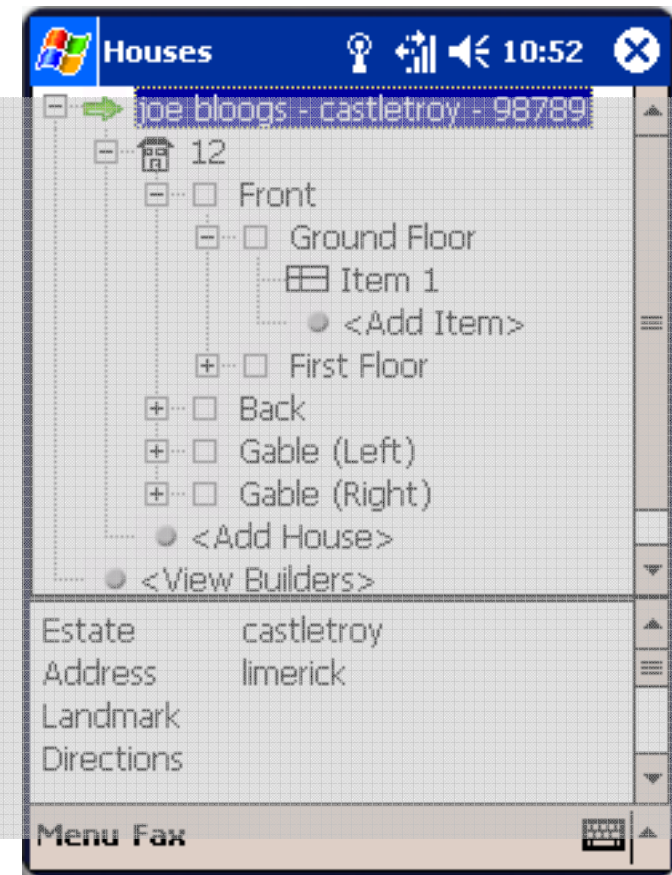 Houses 10:52
joe bloogs - castletroy - 98789
12
Front
Ground Floor
Item 1
<Add Item>
First Floor
Back
Gable (Left)
Gable (Right)
<Add House>
<View Builders>
Estate castletroy
Address limerick
Landmark
Directions
Menu Fax